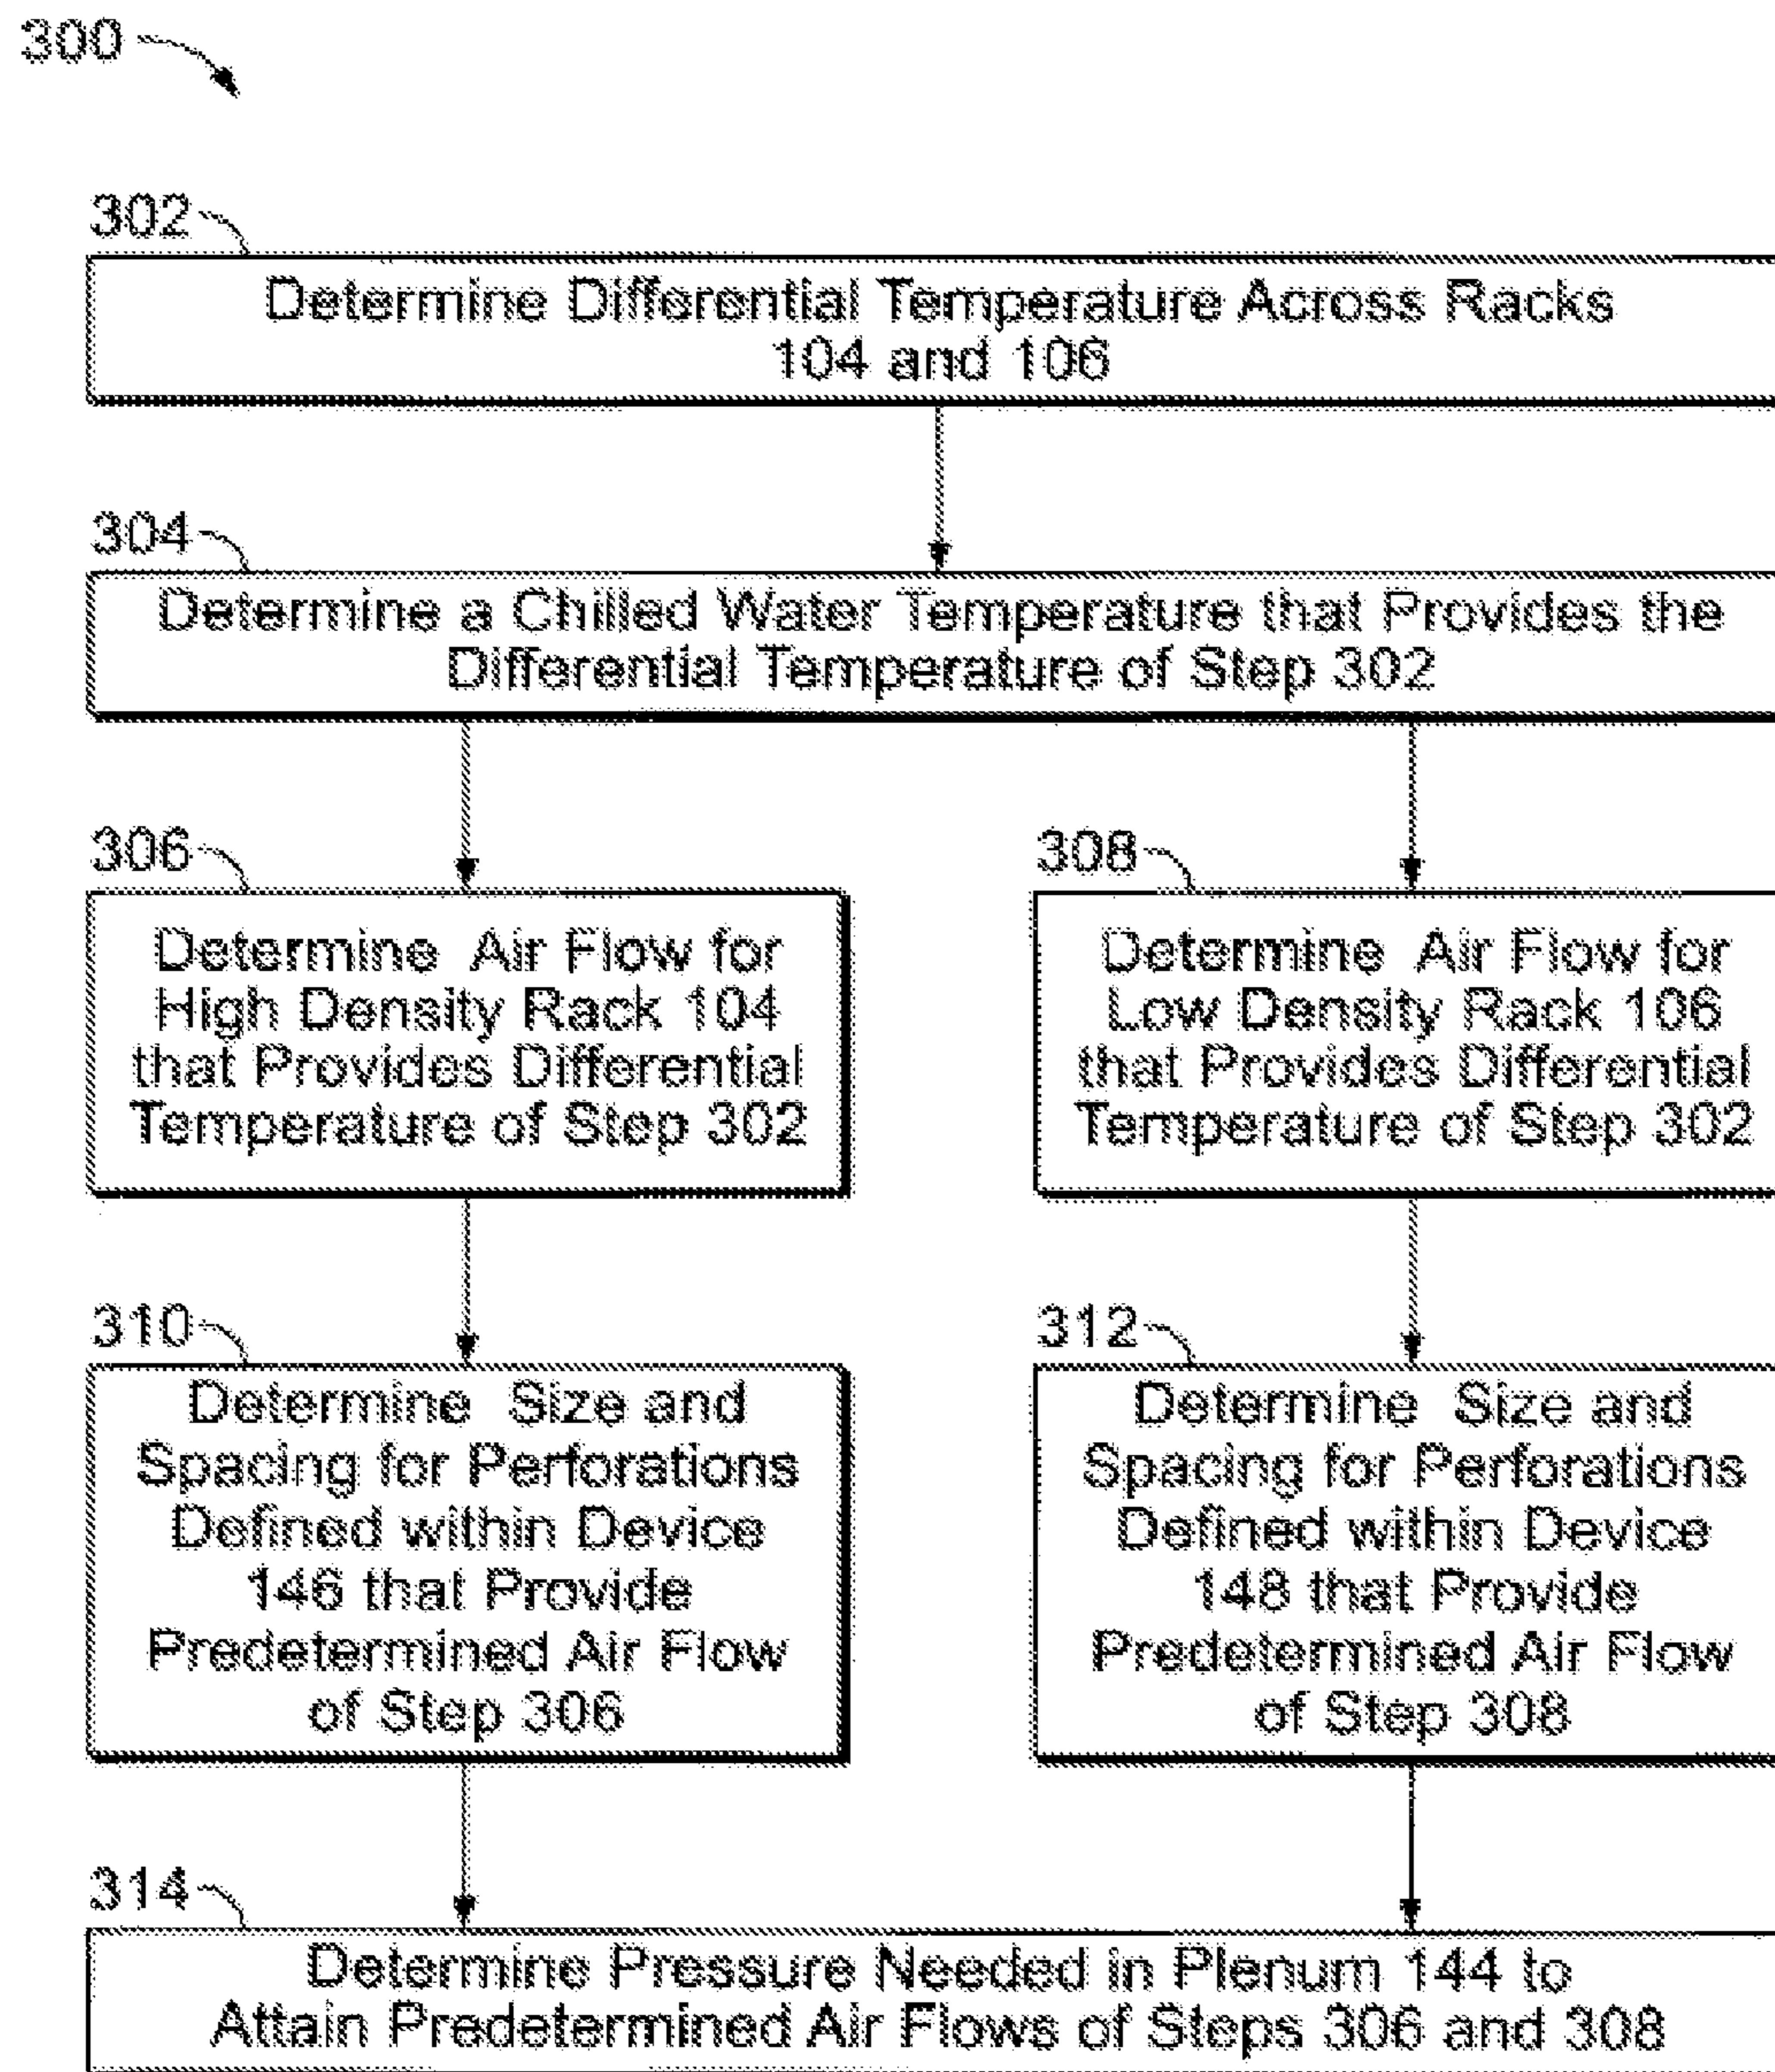 300
302
Determine Differential Temperature Across Racks
104 and 106
304
Determine a Chilled Water Temperature that Provides the
Differential Temperature of Step 302
306
Determine Air Flow for
High Density Rack 104
that Provides Differential
Temperature of Step 302
308
Determine Air Flow for
Low Density Rack 106
that Provides Differential
Temperature of Step 302
310
Determine Size and
Spacing for Perforations
Defined within Device
146 that Provide
Predetermined Air Flow
of Step 306
312
Determine Size and
Spacing for Perforations
Defined within Device
148 that Provide
Predetermined Air Flow
of Step 308
314
Determine Pressure Needed in Plenum 144 to
Attain Predetermined Air Flows of Steps 306 and 308